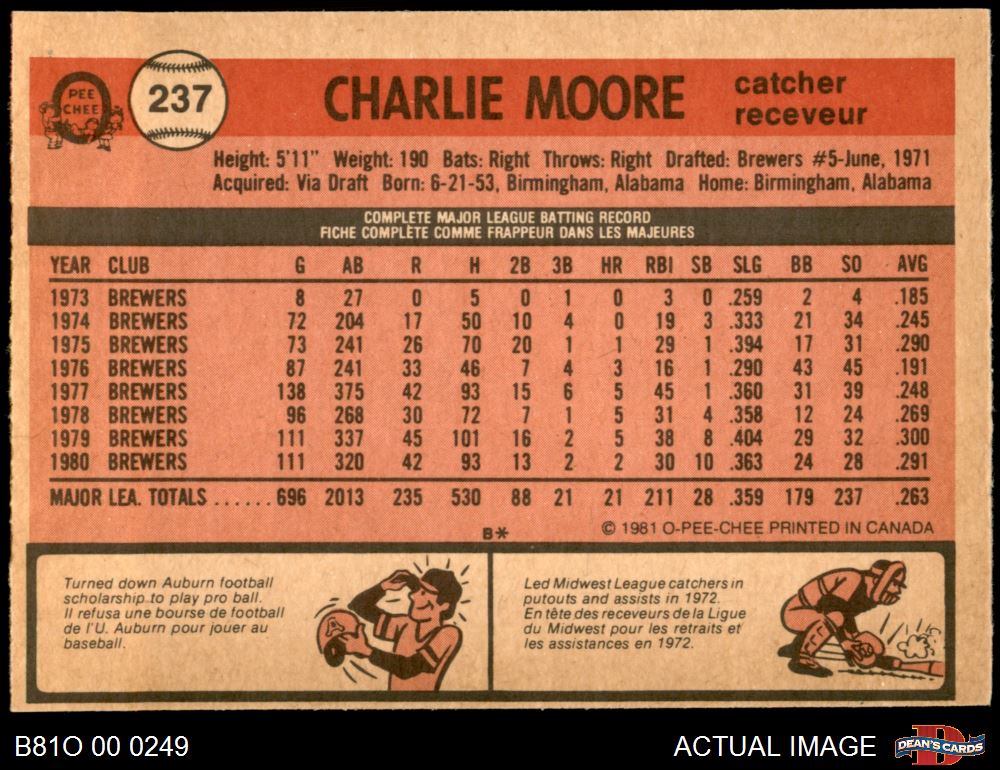 PEE
CHEE
237
CHARLIE MOORE
catcher
receveur
Height: 5'11" Weight: 190 Bats: Right Throws: Right Drafted: Brewers #5-June, 1971
Acquired: Via Draft Born: 6-21-53, Birmingham, Alabama Home: Birmingham, Alabama
COMPLETE MAJOR LEAGUE BATTING RECORD
FICHE COMPLÈTE COMME FRAPPEUR DANS LES MAJEURES
YEAR CLUB G AB R H 2B 3B HR RBI SB SLG BB SO AVG
1973 BREWERS 8 27 0 5 0 1 0 3 0 .259 2 4 .185
1974 BREWERS 72 204 17 50 10 4 0 19 3 .333 21 34 .245
1975 BREWERS 73 241 26 70 20 1 1 29 1 .394 17 31 .290
1976 BREWERS 87 241 33 46 7 4 3 16 1 .290 43 45 .191
1977 BREWERS 138 375 42 93 15 6 5 45 1 .360 31 39 .248
1978 BREWERS 96 268 30 72 7 1 5 31 4 .358 12 24 .269
1979 BREWERS 111 337 45 101 16 2 5 38 8 .404 29 32 .300
1980 BREWERS 111 320 42 93 13 2 2 30 10 .363 24 28 .291
MAJOR LEA. TOTALS ...... 696 2013 235 530 88 21 21 211 28 .359 179 237 .263
B* © 1981 O-PEE-CHEE PRINTED IN CANADA
Turned down Auburn football
scholarship to play pro ball.
Il refusa une bourse de football
de l'U. Auburn pour jouer au
baseball.
Led Midwest League catchers in
putouts and assists in 1972.
En tête des receveurs de la Ligue
du Midwest pour les retraits et
les assistances en 1972.
B81O 00 0249
ACTUAL IMAGE
DEAN'S CARDS